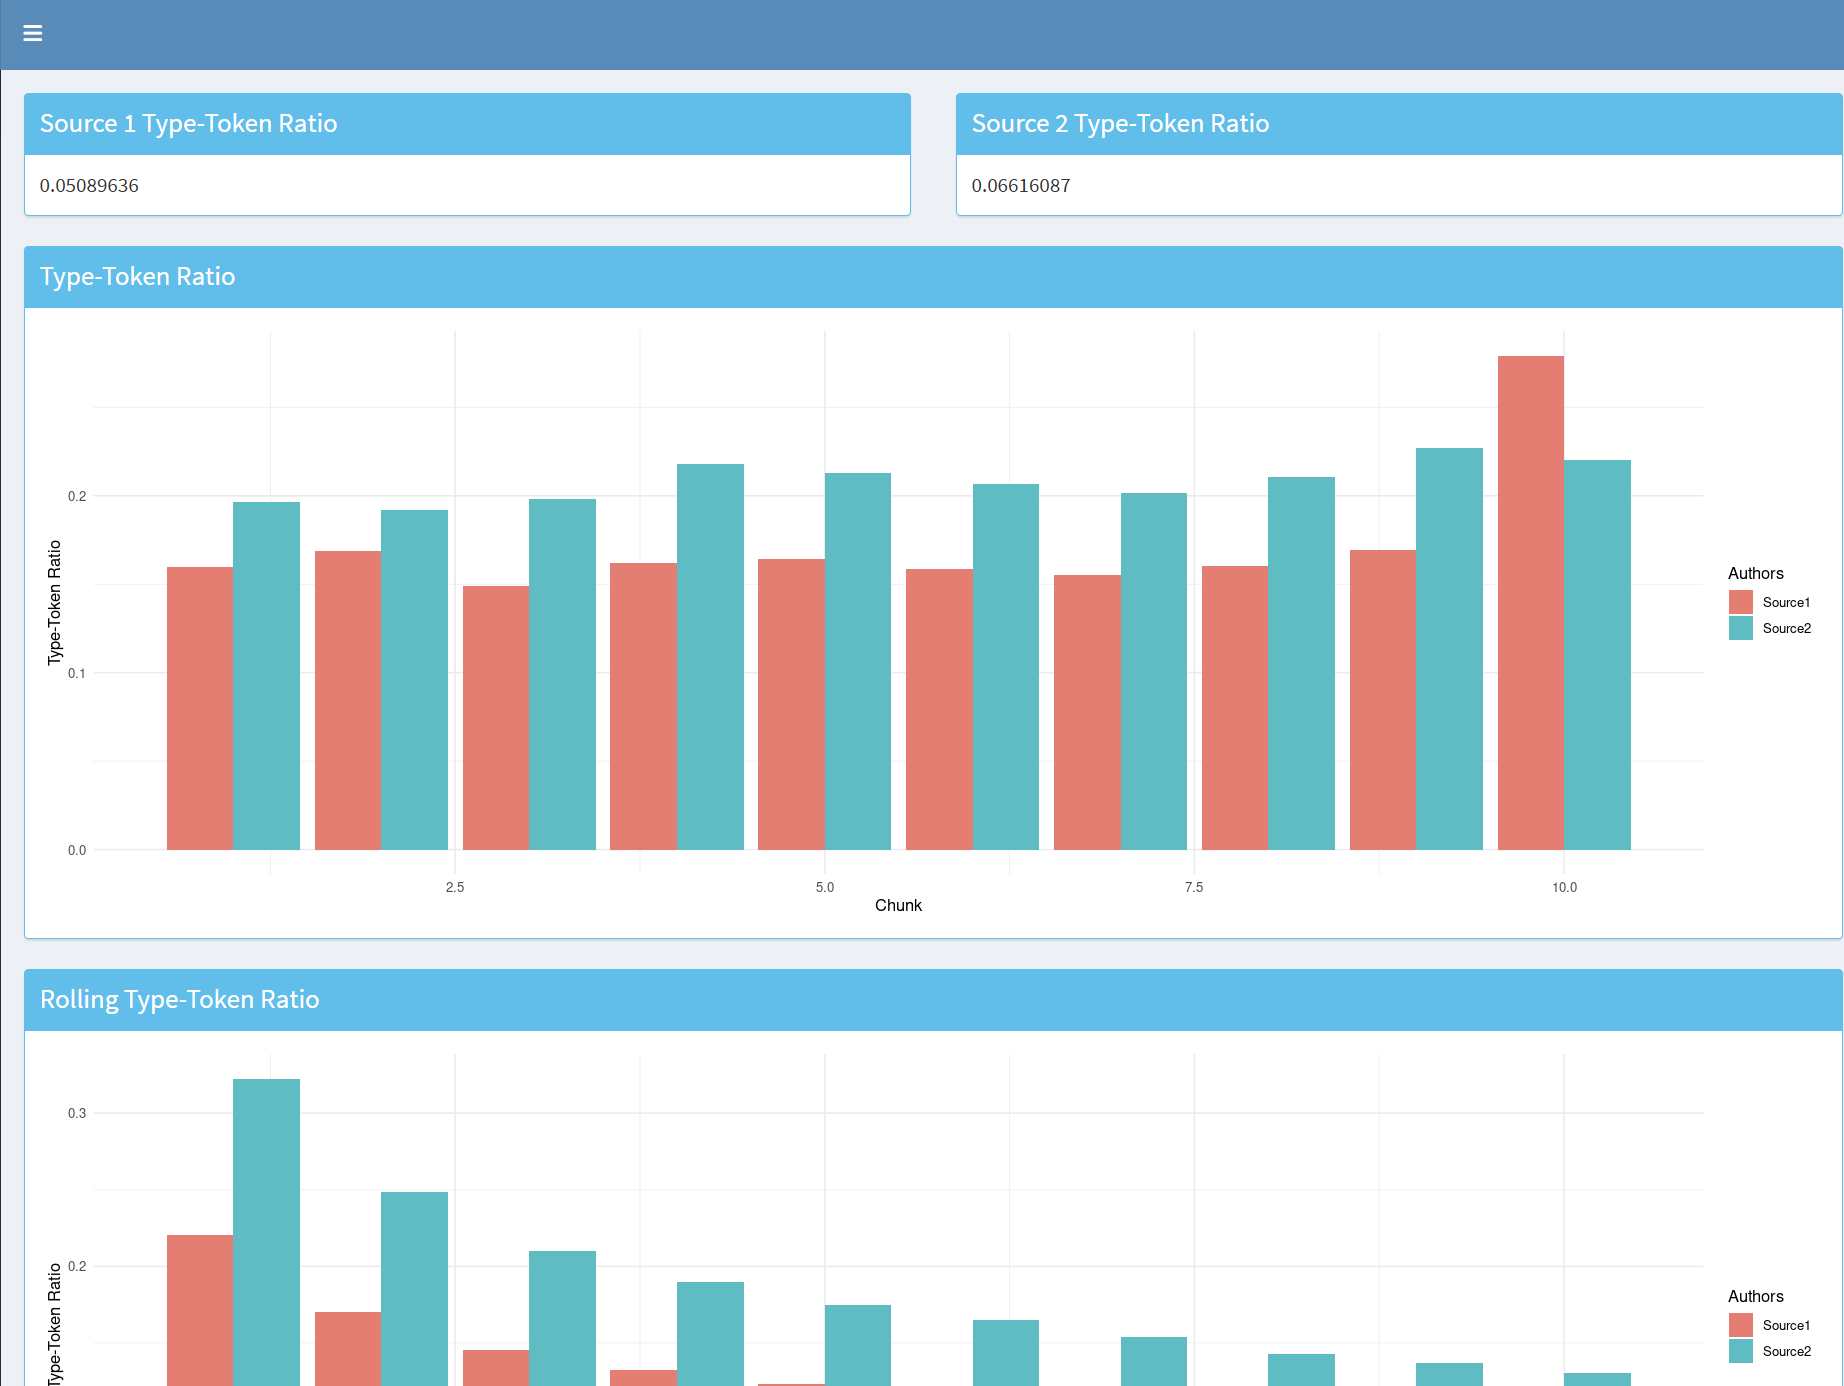 Source 1 Type-Token Ratio
0.05089636
Source 2 Type-Token Ratio
0.06616087
Type-Token Ratio
Type-Token Ratio
0.2
0.1
0.0
2.5
5.0
7.5
10.0
Chunk
Authors
Source1
Source2
Rolling Type-Token Ratio
Type-Token Ratio
0.3
0.2
Authors
Source1
Source2